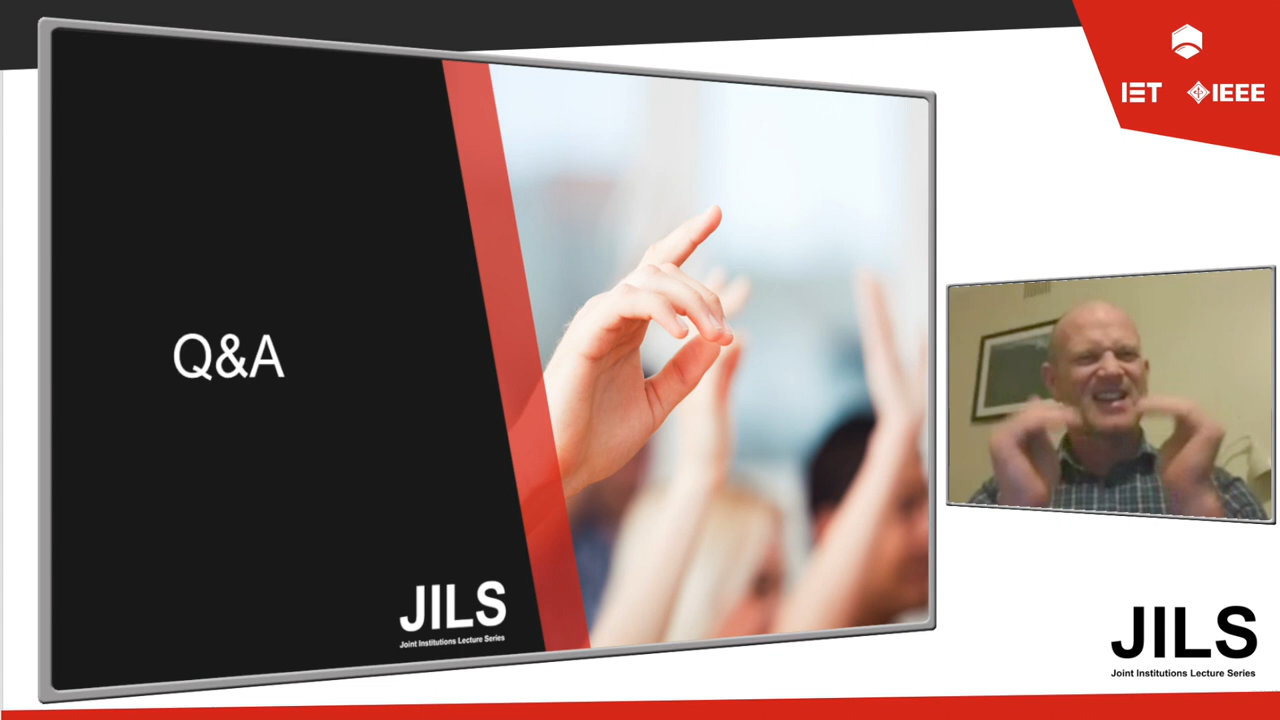 IET IEEE
Q&A
JILS
Joint Institutions Lecture Series
JILS
Joint Institutions Lecture Series